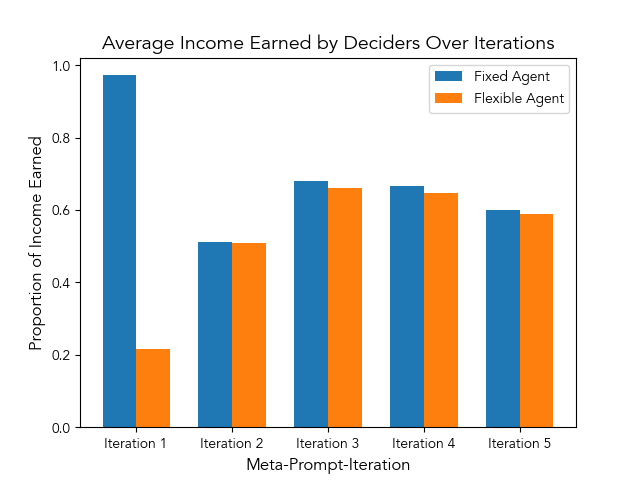 Average Income Earned by Deciders Over Iterations
Fixed Agent
Flexible Agent
Proportion of Income Earned
1.0
0.8
0.6
0.4
0.2
0.0
Iteration 1 Iteration 2 Iteration 3 Iteration 4 Iteration 5
Meta-Prompt-Iteration